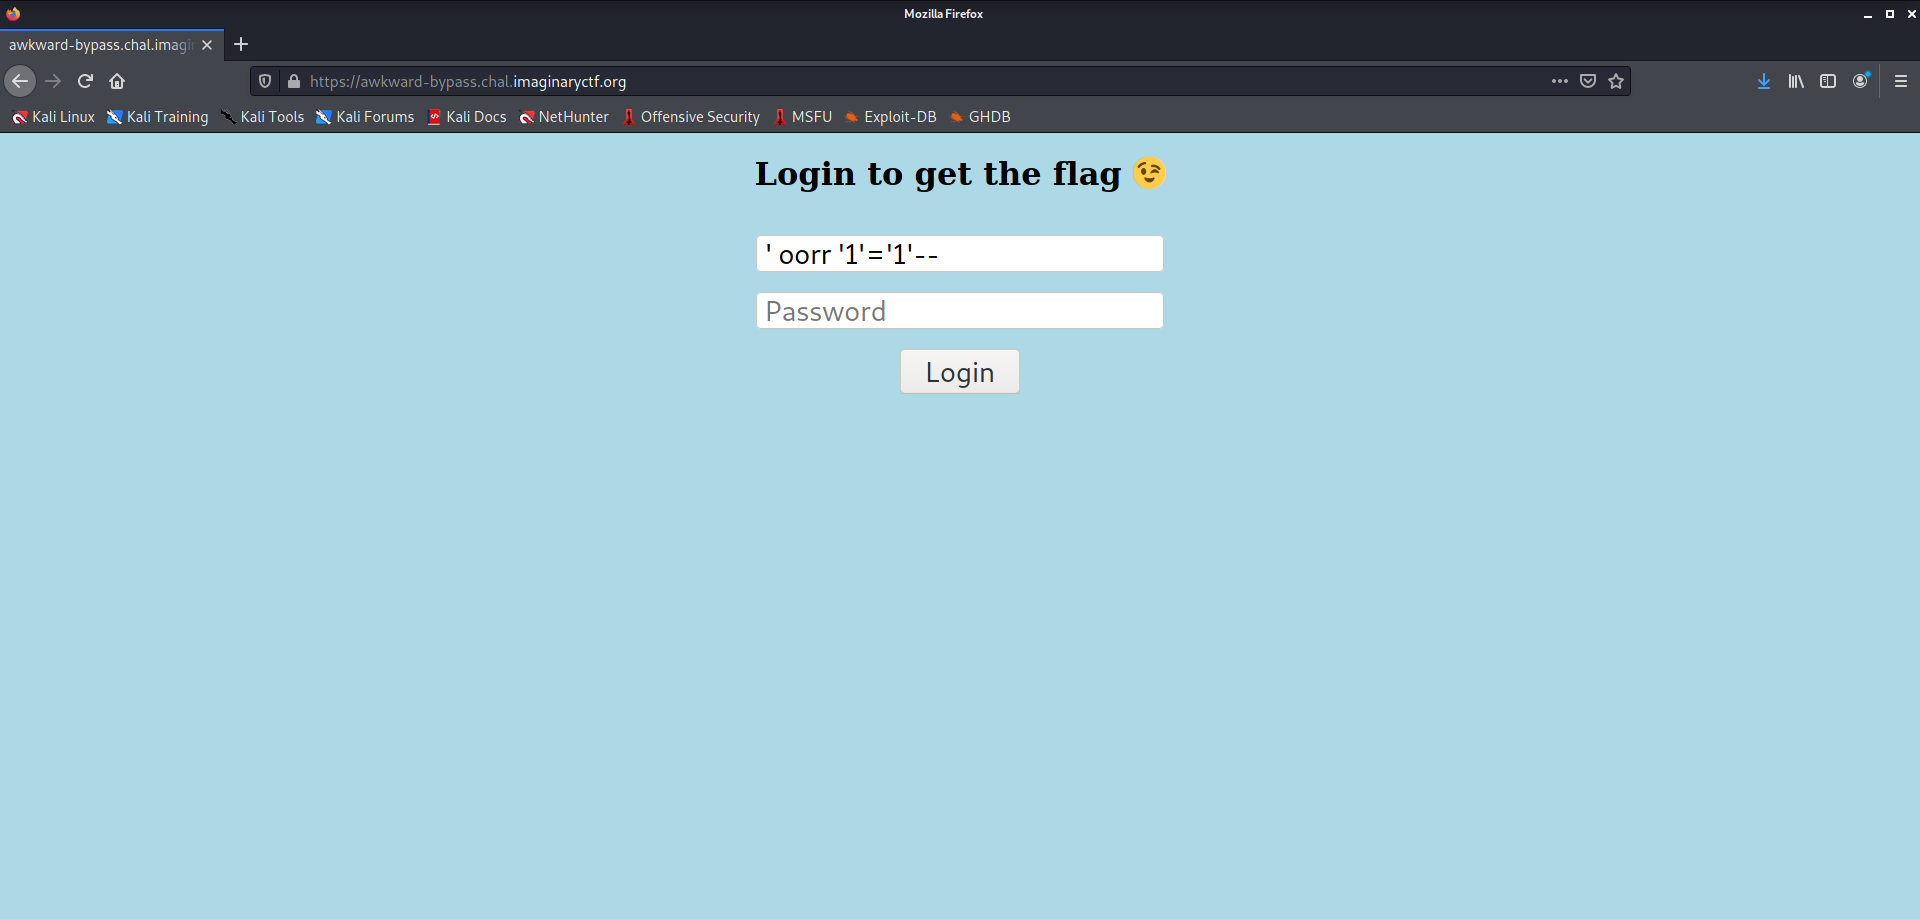 Mozilla Firefox
awkward-bypass.chal.imagi
https://awkward-bypass.chal.imaginaryctf.org
Kali Linux Kali Training Kali Tools Kali Forums Kali Docs NetHunter Offensive Security MSFU Exploit-DB GHDB
Login to get the flag 😉
' oorr '1'='1'--
Password
Login